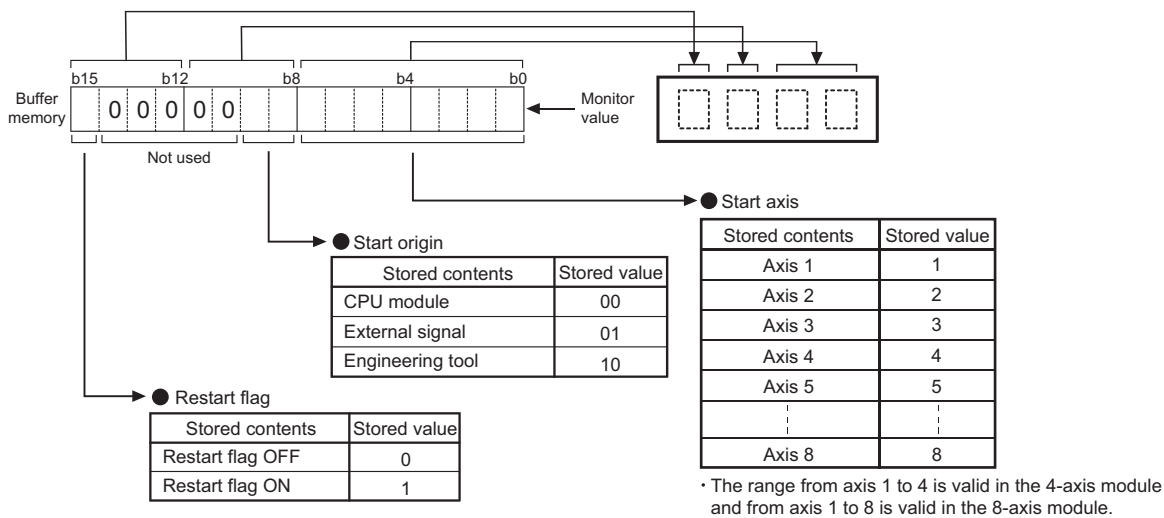 b15 b12 b8 b4 b0
Buffer
memory
0 0 0 0 0
Monitor
value
Not used
● Start axis
Stored contents Stored value
Axis 1 1
Axis 2 2
Axis 3 3
Axis 4 4
Axis 5 5
Axis 8 8
・The range from axis 1 to 4 is valid in the 4-axis module
and from axis 1 to 8 is valid in the 8-axis module.
● Start origin
Stored contents Stored value
CPU module 00
External signal 01
Engineering tool 10
● Restart flag
Stored contents Stored value
Restart flag OFF 0
Restart flag ON 1